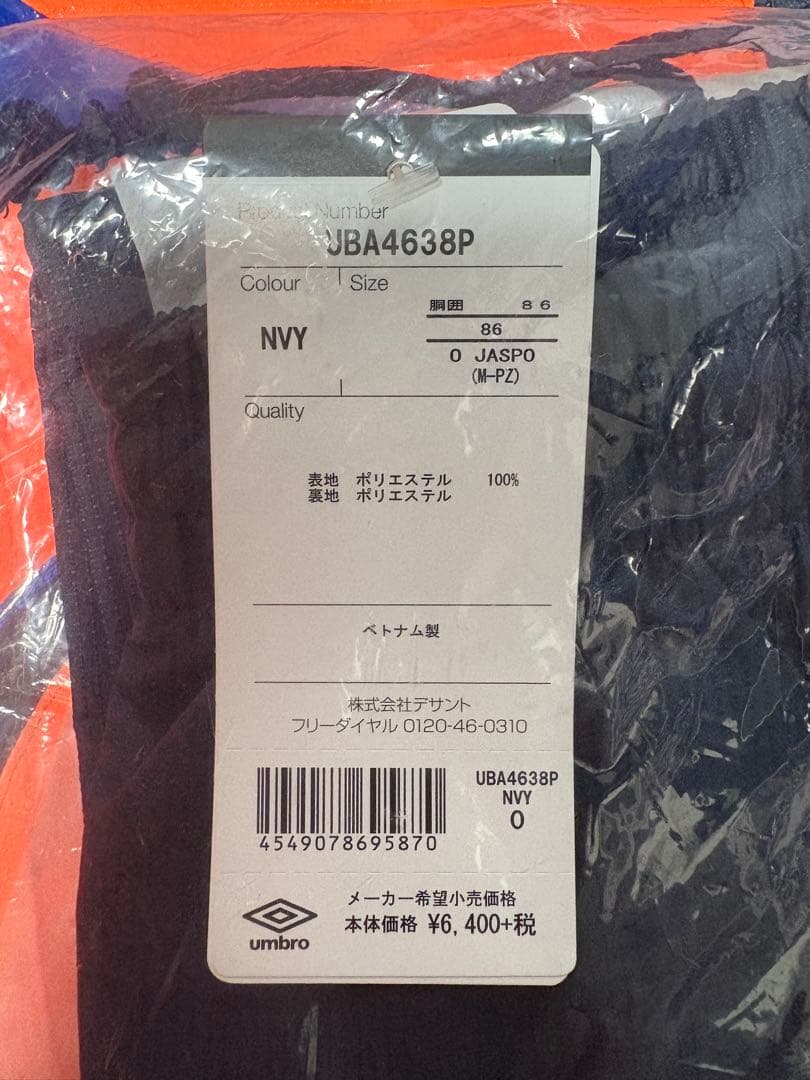 Product Number
UBA4638P
Colour
Size
NVY
胴囲 86
86
O JASPO
(M-PZ)
Quality
表地 ポリエステル 100%
裏地 ポリエステル
ベトナム製
株式会社デサント
フリーダイヤル 0120-46-0310
UBA4638P
NVY
O
4549078695870
メーカー希望小売価格
本体価格 ¥6,400+税
umbro